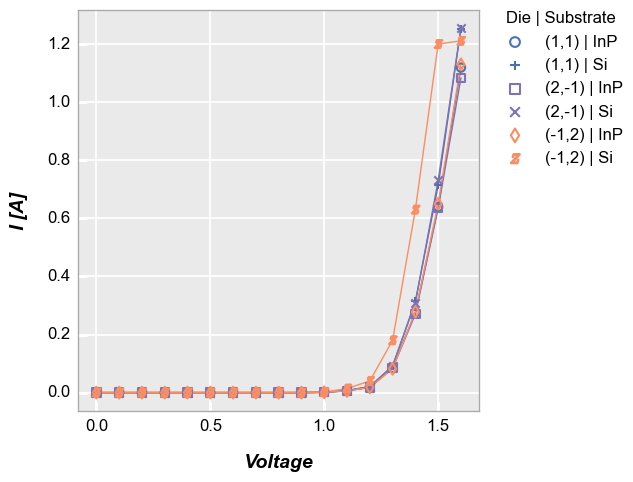 Die | Substrate
(1,1) | InP
(1,1) | Si
(2,-1) | InP
(2,-1) | Si
(-1,2) | InP
(-1,2) | Si
1.2
1.0
0.8
0.6
0.4
0.2
0.0
I [A]
0.0 0.5 1.0 1.5
Voltage